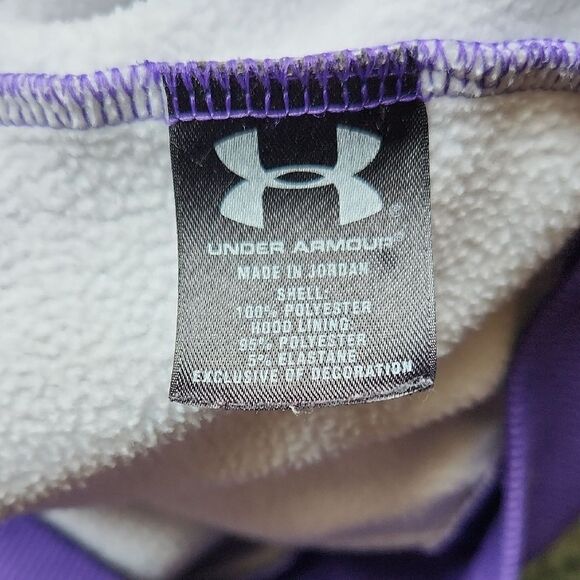 UNDER ARMOUR®
MADE IN JORDAN
SHELL:
100% POLYESTER
HOOD LINING:
95% POLYESTER
5% ELASTANE
EXCLUSIVE OF DECORATION